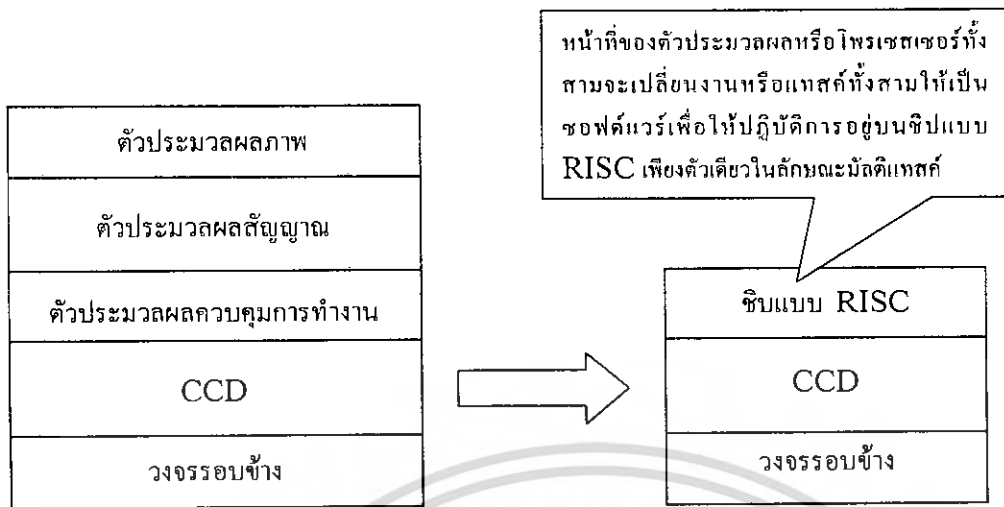 หน้าที่ของตัวประมวลผลหรือโพรเซสเซอร์ทั้ง
สามจะเปลี่ยนงานหรือแทสค์ทั้งสามให้เป็น
ซอฟต์แวร์เพื่อให้ปฏิบัติการอยู่บนชิปแบบ
RISC เพียงตัวเดียวในลักษณะมัลติแทสค์
ตัวประมวลผลภาพ
ตัวประมวลผลสัญญาณ
ตัวประมวลผลควบคุมการทำงาน
CCD
วงจรรอบข้าง
ชิบแบบ RISC
CCD
วงจรรอบข้าง